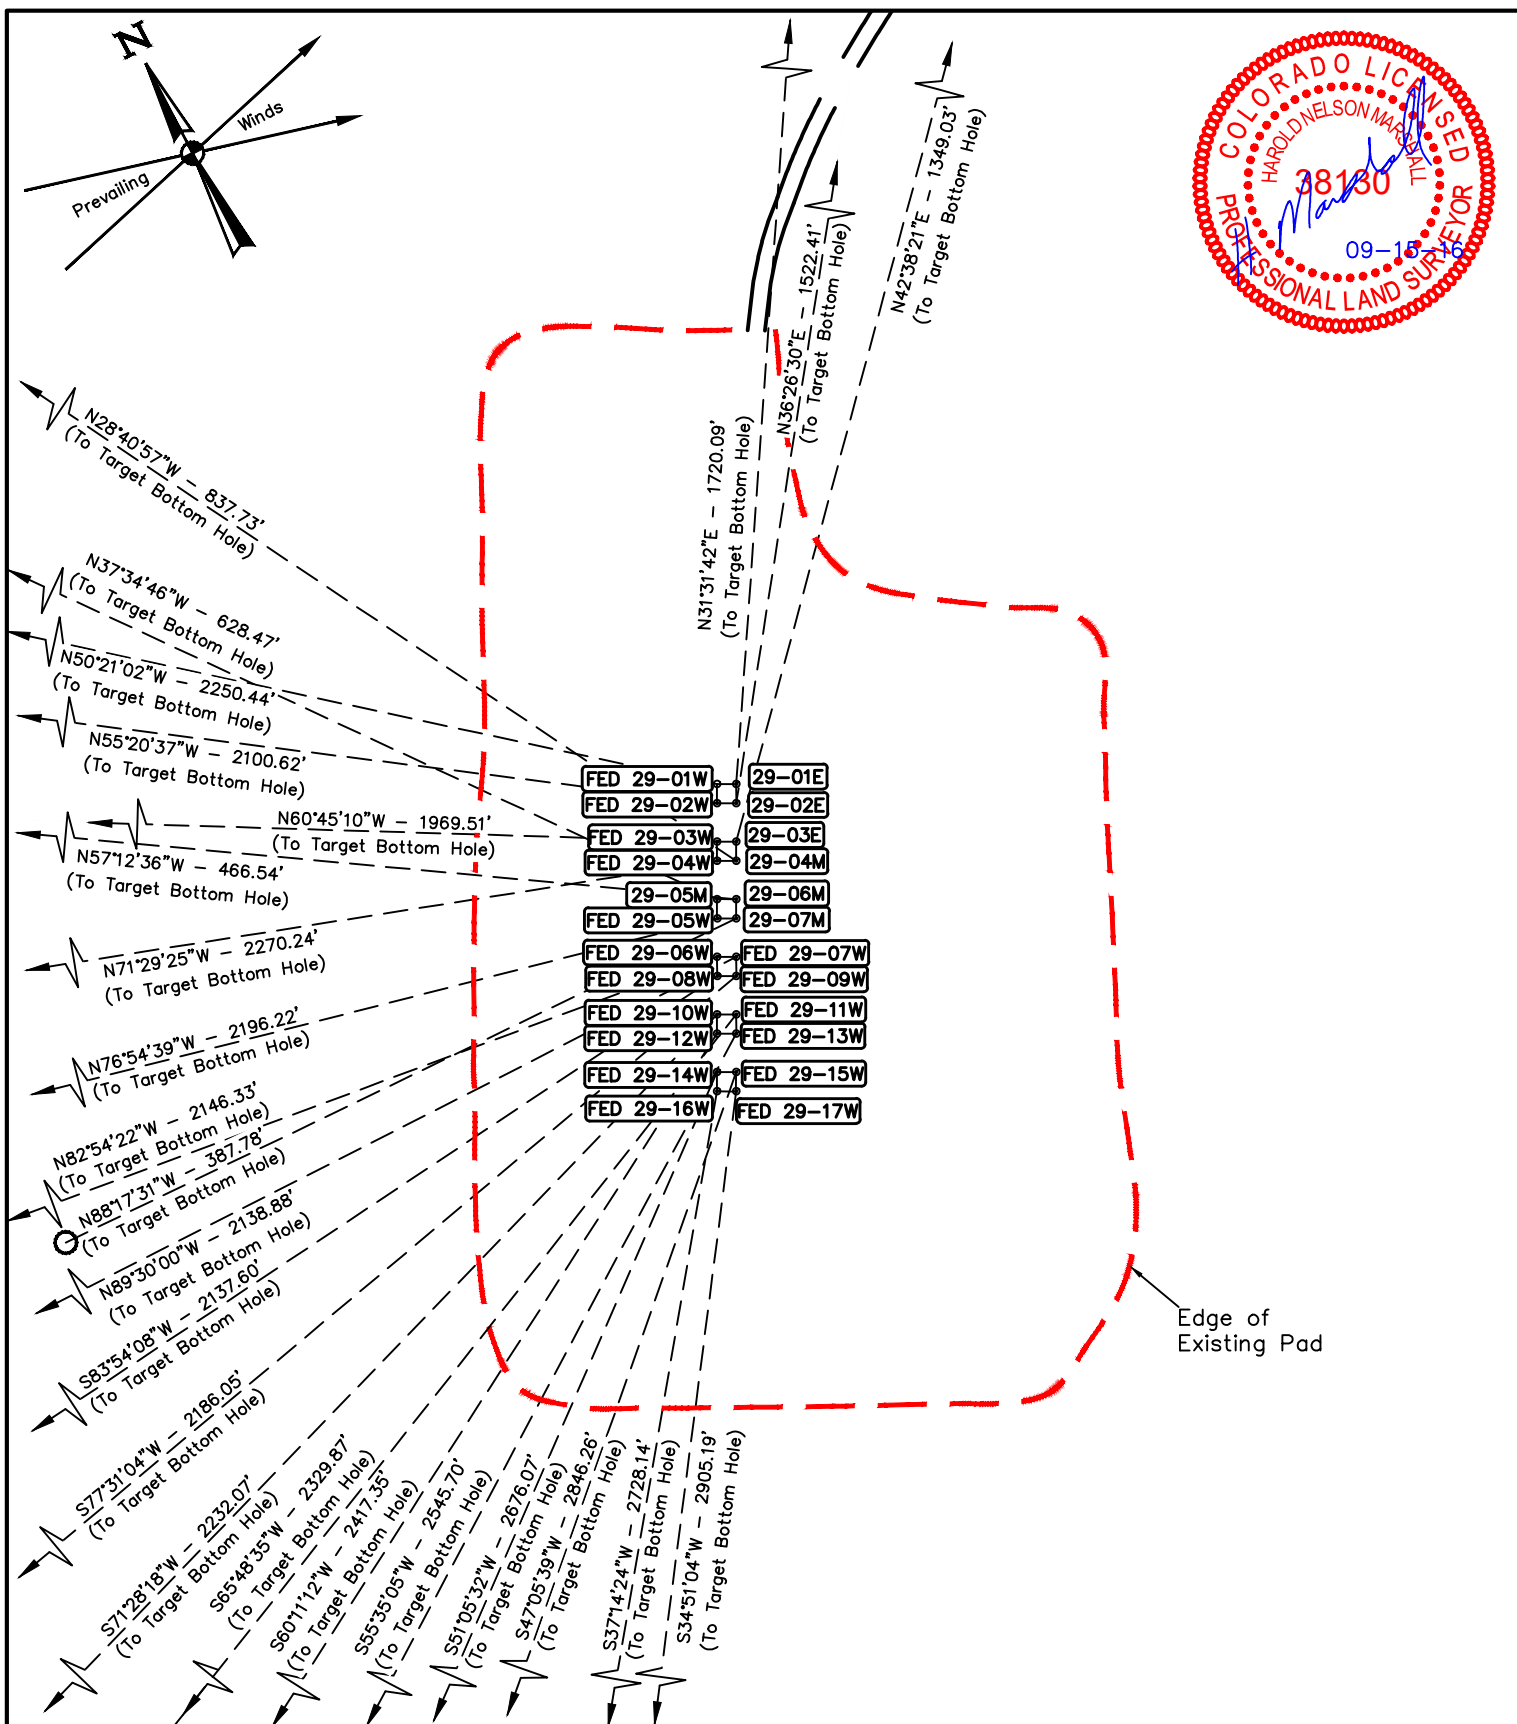 N
Winds
Prevailing
COLORADO LICENSED
HAROLD NELSON MARSHALL
38130
09-15-16
PROFESSIONAL LAND SURVEYOR
N31°31'42"E - 1720.09'
(To Target Bottom Hole)
N36°26'30"E - 1522.41'
(To Target Bottom Hole)
N42°38'21"E - 1349.03'
(To Target Bottom Hole)
N28°40'57"W - 837.73'
(To Target Bottom Hole)
N37°34'46"W - 628.47'
(To Target Bottom Hole)
N50°21'02"W - 2250.44'
(To Target Bottom Hole)
N55°20'37"W - 2100.62'
(To Target Bottom Hole)
N60°45'10"W - 1969.51'
(To Target Bottom Hole)
N57°12'36"W - 466.54'
(To Target Bottom Hole)
N71°29'25"W - 2270.24'
(To Target Bottom Hole)
N76°54'39"W - 2196.22'
(To Target Bottom Hole)
N82°54'22"W - 2146.33'
(To Target Bottom Hole)
N88°17'31"W - 387.78'
(To Target Bottom Hole)
N89°30'00"W - 2138.88'
(To Target Bottom Hole)
S83°54'08"W - 2137.60'
(To Target Bottom Hole)
S77°31'04"W - 2186.05'
(To Target Bottom Hole)
S71°28'18"W - 2232.07'
(To Target Bottom Hole)
S65°48'35"W - 2329.87'
(To Target Bottom Hole)
S60°11'12"W - 2417.35'
(To Target Bottom Hole)
S55°35'05"W - 2545.70'
(To Target Bottom Hole)
S51°05'32"W - 2676.07'
(To Target Bottom Hole)
S47°05'39"W - 2846.26'
(To Target Bottom Hole)
S37°14'24"W - 2728.14'
(To Target Bottom Hole)
S34°51'04"W - 2905.19'
(To Target Bottom Hole)
FED 29-01W
29-01E
FED 29-02W
29-02E
FED 29-03W
29-03E
FED 29-04W
29-04M
29-05M
29-06M
FED 29-05W
29-07M
FED 29-06W
FED 29-07W
FED 29-08W
FED 29-09W
FED 29-10W
FED 29-11W
FED 29-12W
FED 29-13W
FED 29-14W
FED 29-15W
FED 29-16W
FED 29-17W
Edge of
Existing Pad